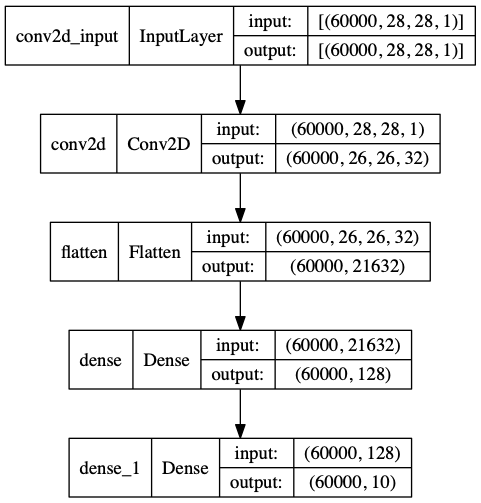 conv2d_input InputLayer input: [(60000, 28, 28, 1)]
output: [(60000, 28, 28, 1)]
conv2d Conv2D input: (60000, 28, 28, 1)
output: (60000, 26, 26, 32)
flatten Flatten input: (60000, 26, 26, 32)
output: (60000, 21632)
dense Dense input: (60000, 21632)
output: (60000, 128)
dense_1 Dense input: (60000, 128)
output: (60000, 10)